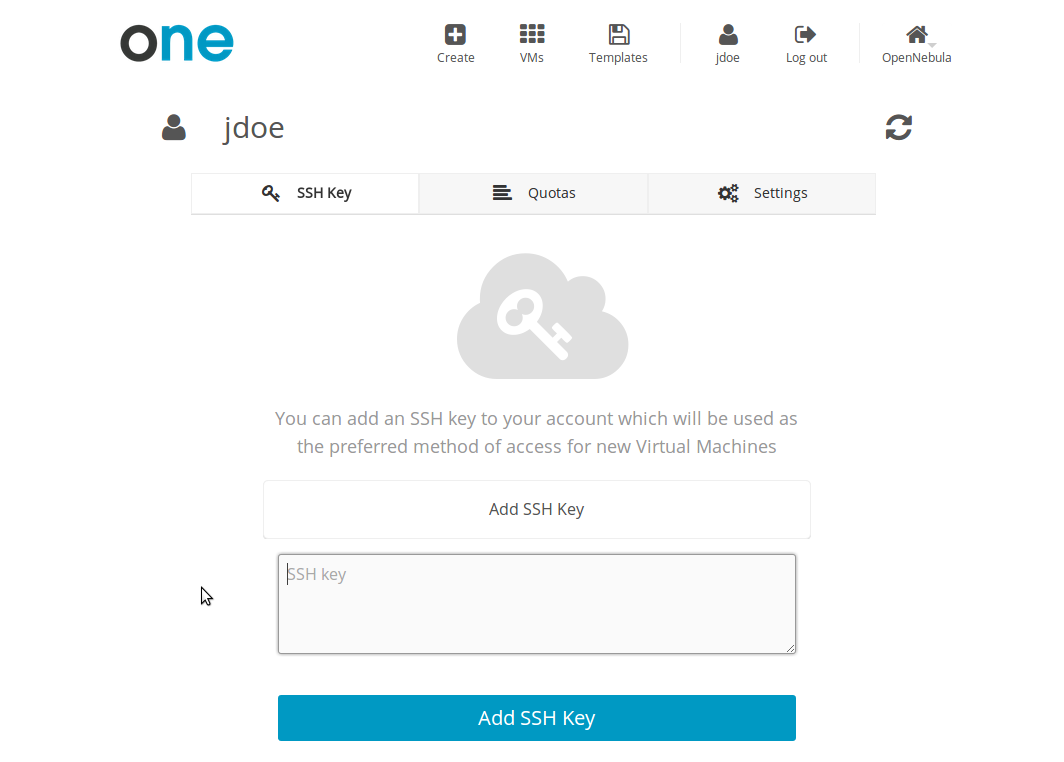 one
Create VMs Templates jdoe Log out OpenNebula
jdoe
SSH Key Quotas Settings
You can add an SSH key to your account which will be used as
the preferred method of access for new Virtual Machines
Add SSH Key
SSH key
Add SSH Key